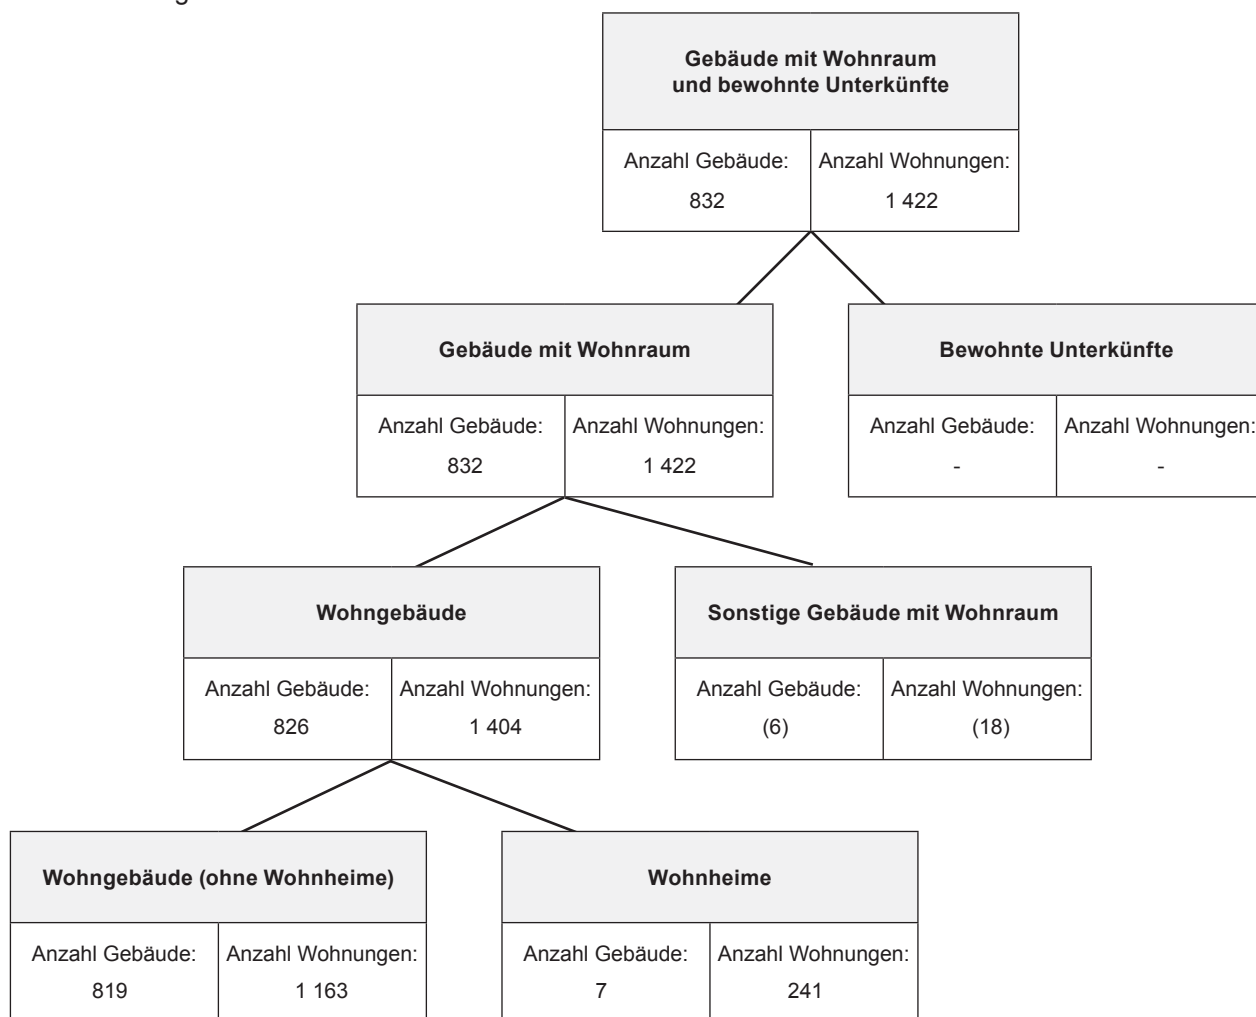 Gebäude mit Wohnraum
und bewohnte Unterkünfte
Anzahl Gebäude: Anzahl Wohnungen:
832 1 422
Gebäude mit Wohnraum
Anzahl Gebäude: Anzahl Wohnungen:
832 1 422
Bewohnte Unterkünfte
Anzahl Gebäude: Anzahl Wohnungen:
- -
Wohngebäude
Anzahl Gebäude: Anzahl Wohnungen:
826 1 404
Sonstige Gebäude mit Wohnraum
Anzahl Gebäude: Anzahl Wohnungen:
(6) (18)
Wohngebäude (ohne Wohnheime)
Anzahl Gebäude: Anzahl Wohnungen:
819 1 163
Wohnheime
Anzahl Gebäude: Anzahl Wohnungen:
7 241